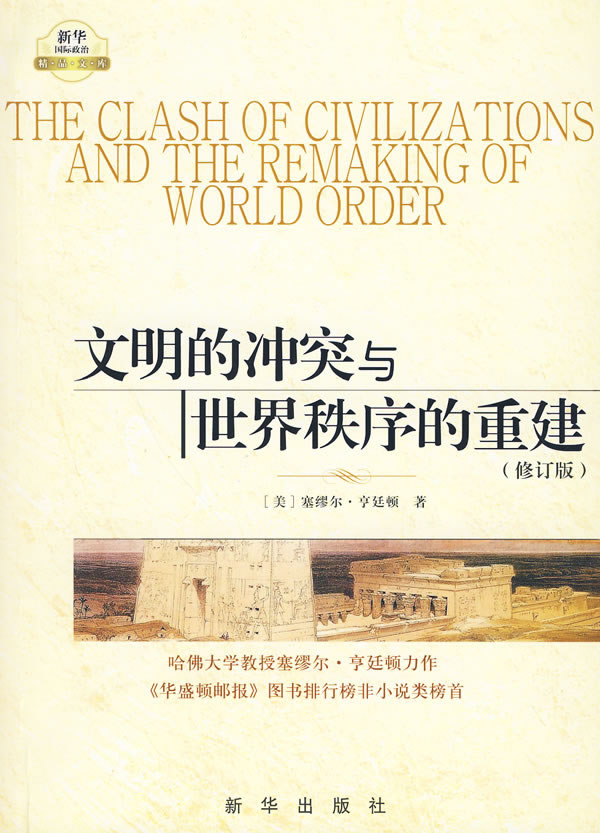 新华
国际政治
精·品·文·库
THE CLASH OF CIVILIZATIONS
AND THE REMAKING OF
WORLD ORDER
文明的冲突与
世界秩序的重建
（修订版）
［美］塞缪尔·亨廷顿 著
哈佛大学教授塞缪尔·亨廷顿力作
《华盛顿邮报》图书排行榜非小说类榜首
新华出版社